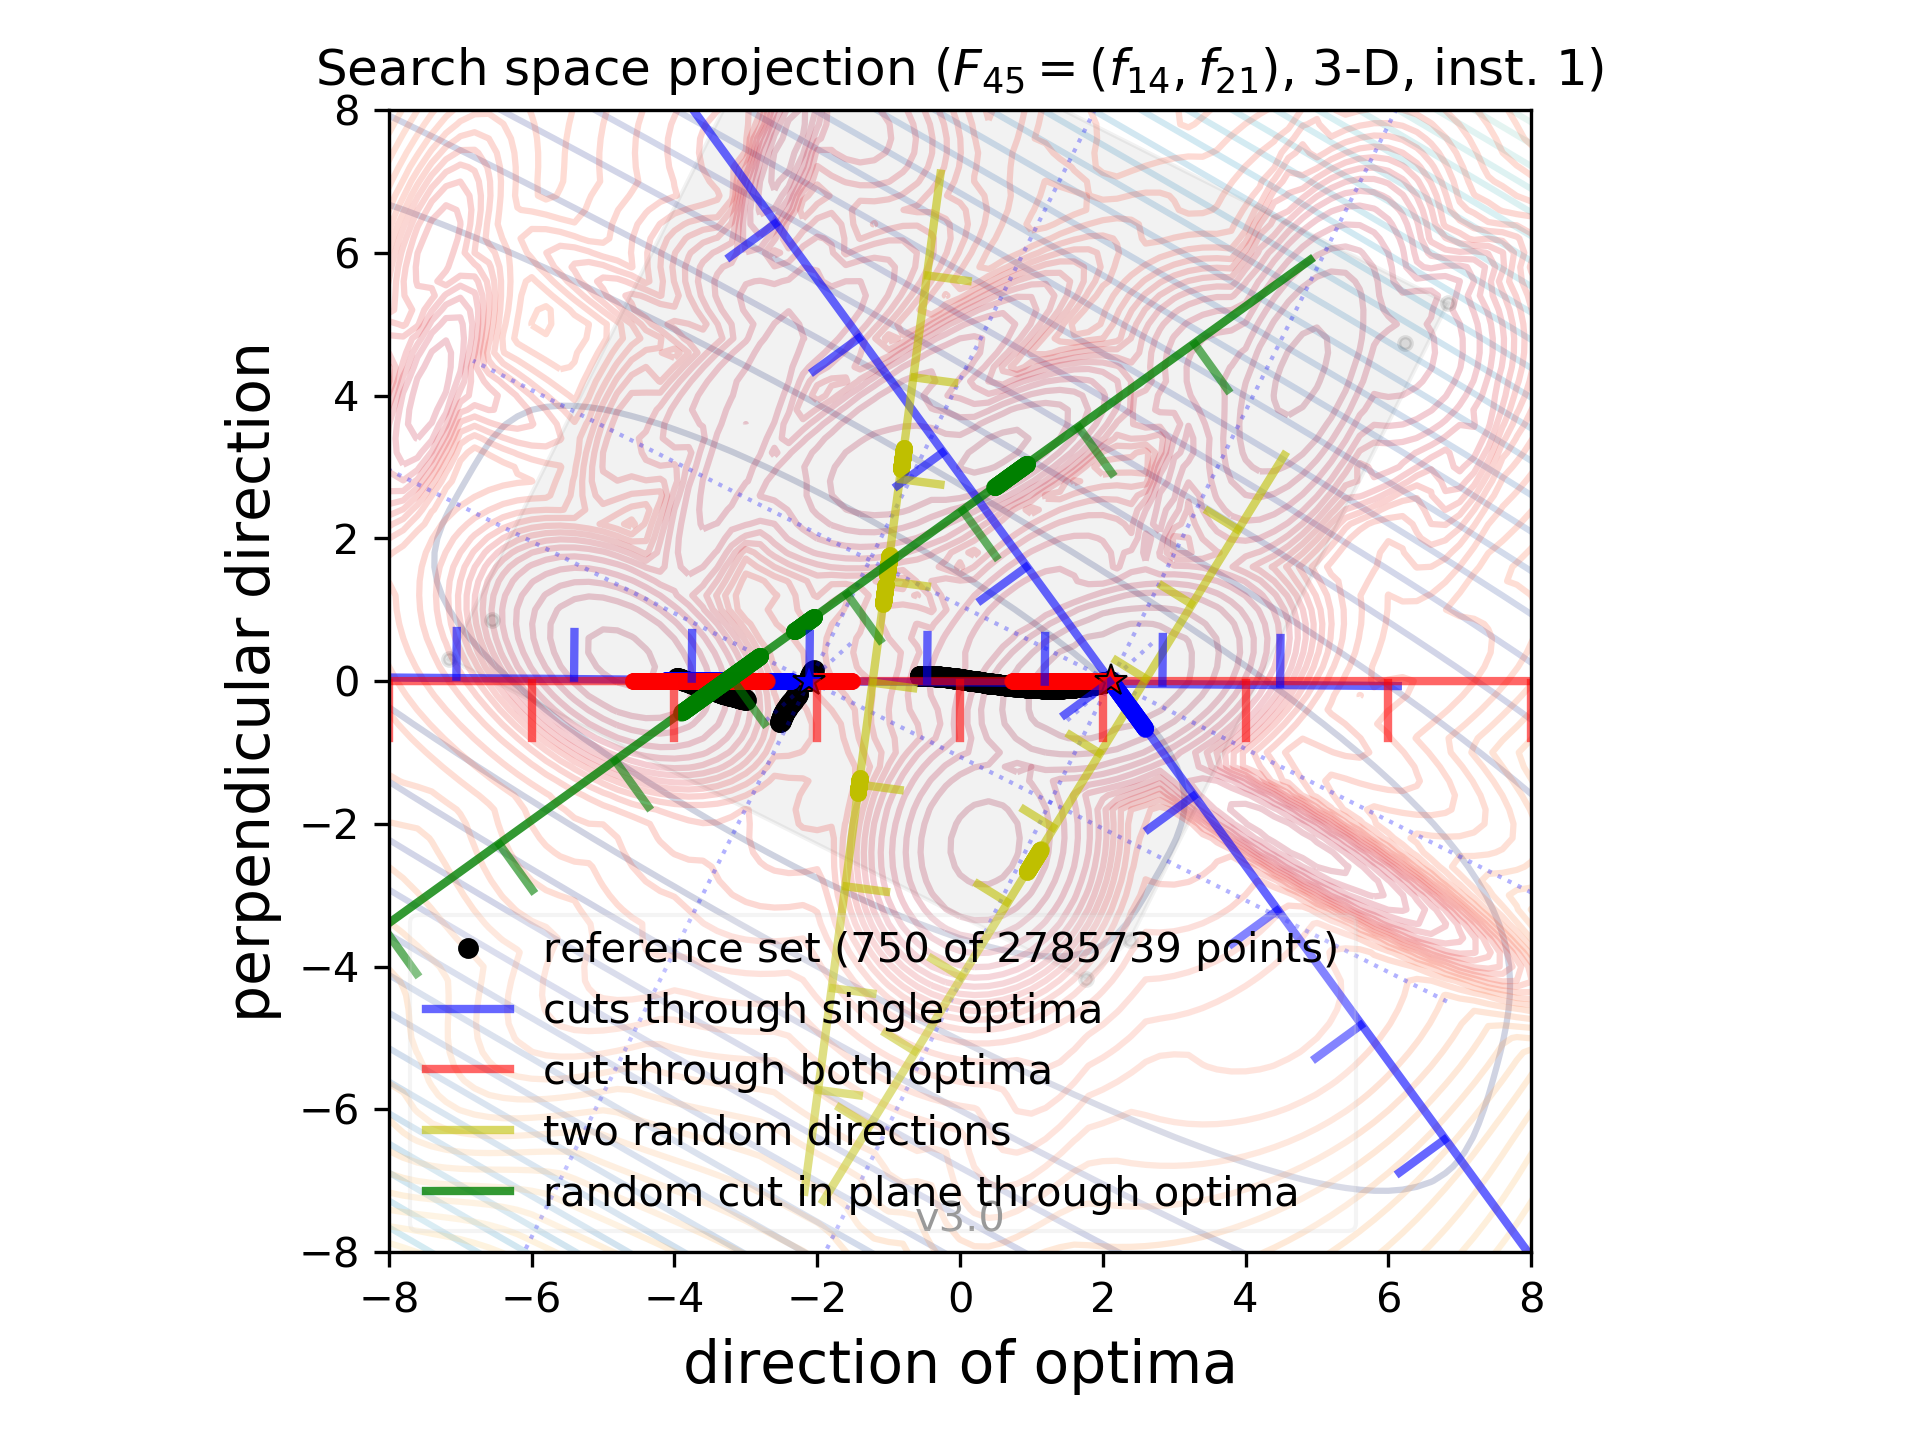 Search space projection (F45 = (f14, f21), 3-D, inst. 1)
8
6
4
2
0
−2
−4
−6
−8
perpendicular direction
reference set (750 of 2785739 points)
cuts through single optima
cut through both optima
two random directions
random cut in plane through optima
v3.0
−8 −6 −4 −2 0 2 4 6 8
direction of optima